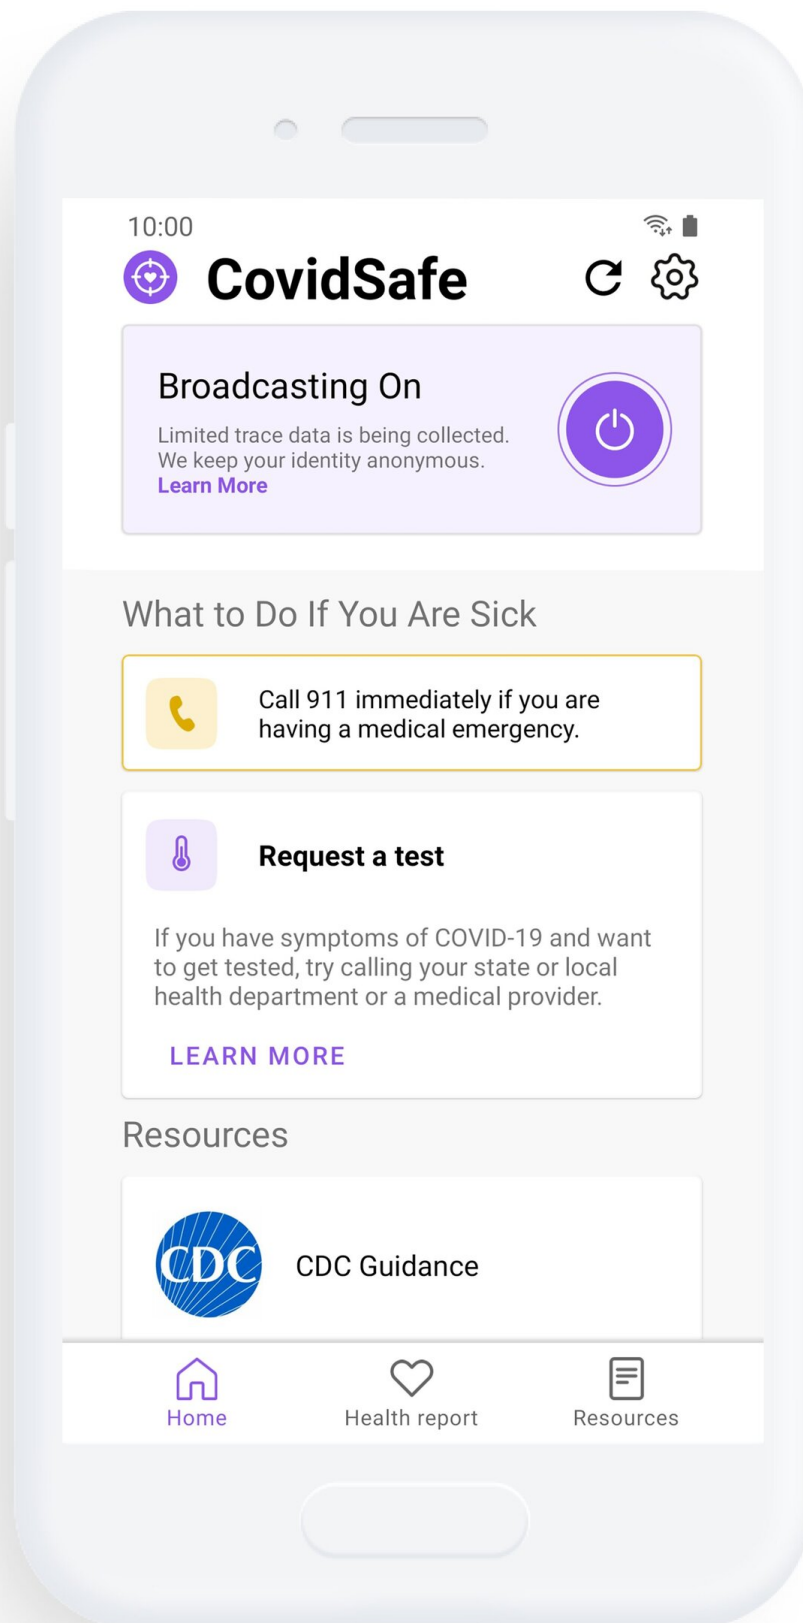 10:00
CovidSafe
Broadcasting On
Limited trace data is being collected.
We keep your identity anonymous.
Learn More
What to Do If You Are Sick
Call 911 immediately if you are
having a medical emergency.
Request a test
If you have symptoms of COVID-19 and want
to get tested, try calling your state or local
health department or a medical provider.
LEARN MORE
Resources
CDC
CDC Guidance
Home
Health report
Resources